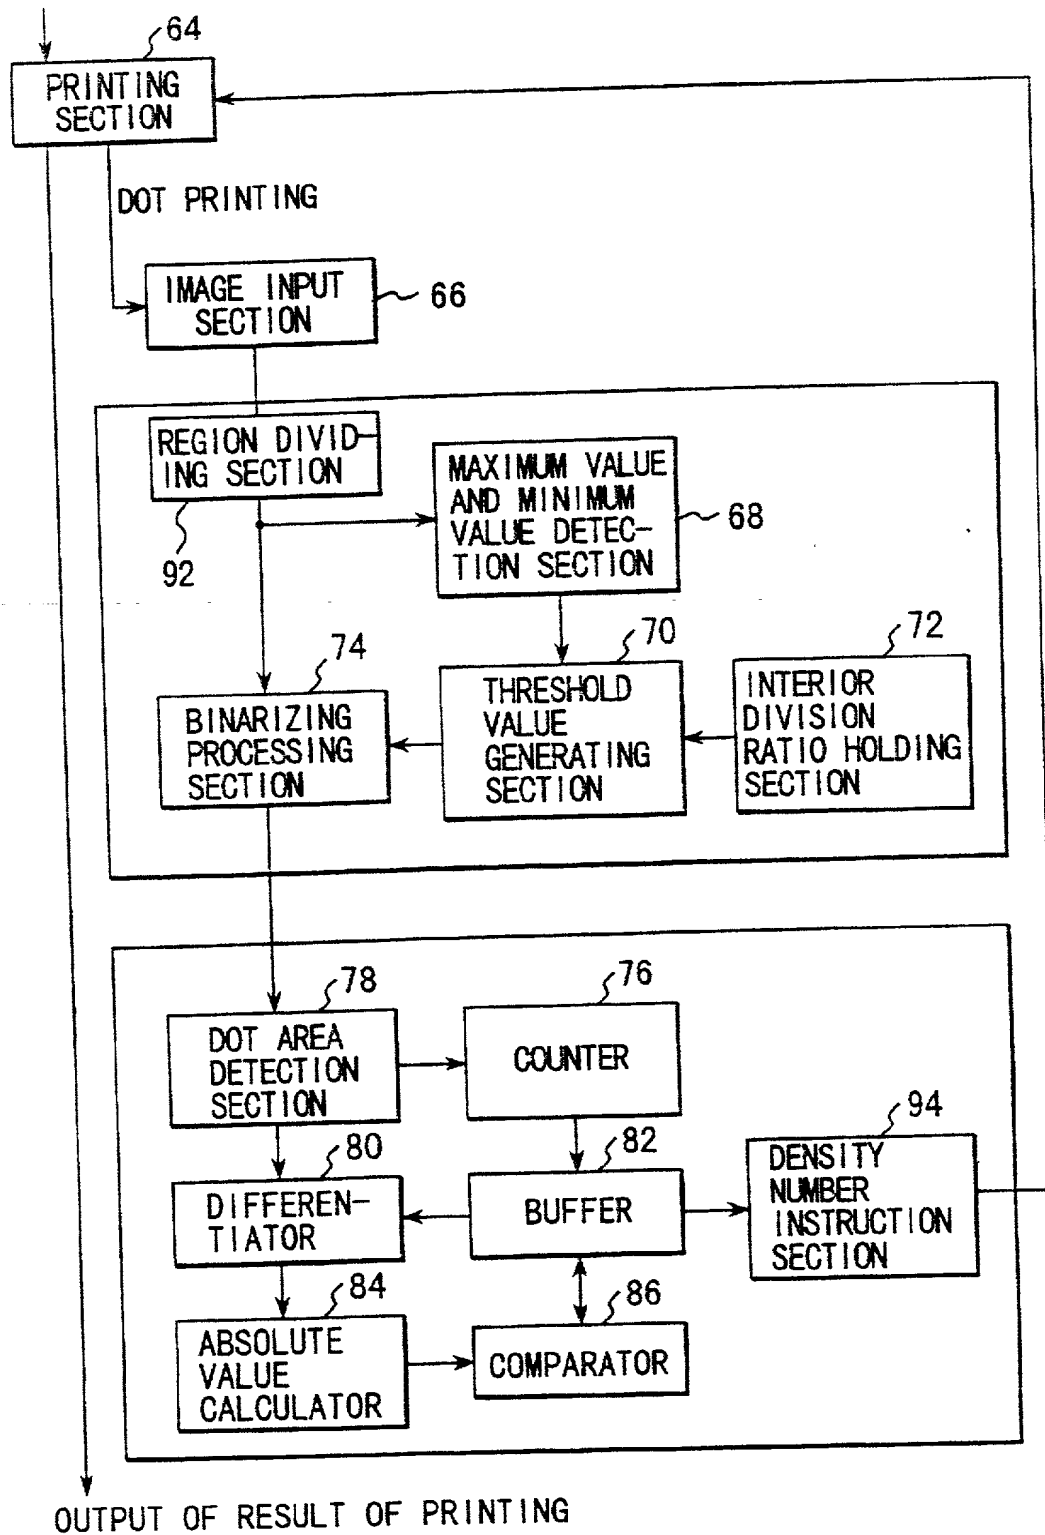 64
PRINTING
SECTION
DOT PRINTING
IMAGE INPUT
SECTION
66
REGION DIVID-
ING SECTION
92
MAXIMUM VALUE
AND MINIMUM
VALUE DETEC-
TION SECTION
68
74
BINARIZING
PROCESSING
SECTION
70
THRESHOLD
VALUE
GENERATING
SECTION
72
INTERIOR
DIVISION
RATIO HOLDING
SECTION
78
DOT AREA
DETECTION
SECTION
76
COUNTER
80
DIFFEREN-
TIATOR
82
BUFFER
94
DENSITY
NUMBER
INSTRUCTION
SECTION
84
ABSOLUTE
VALUE
CALCULATOR
86
COMPARATOR
OUTPUT OF RESULT OF PRINTING